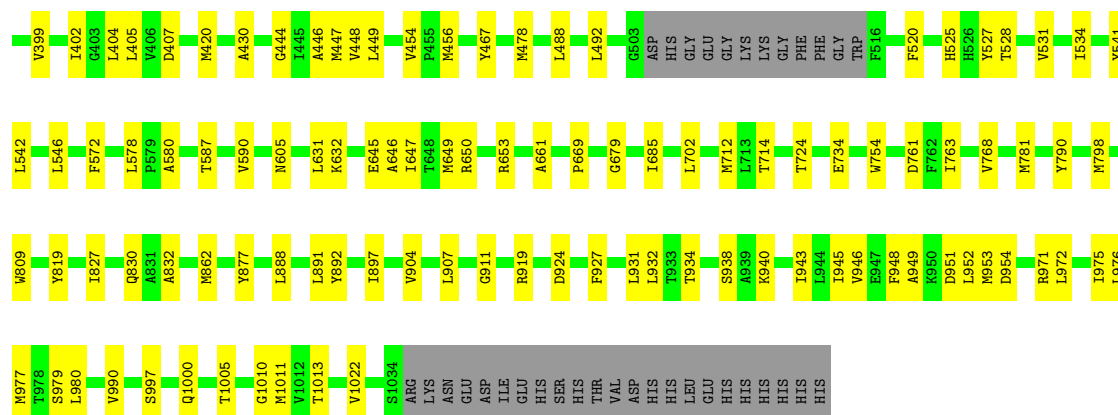 V399 I402 G403 L404 L405 V406 D407 M420 A430 G444 I445 A446 M447 V448 L449 V454 P455 M456 Y467 M478 L488 L492 G503 ASP HIS GLY GLU GLY LYS LYS GLY PHE PHE GLY TRP F516 F520 H525 H526 Y527 T528 V531 I534 Y541
L542 L546 F572 L578 P579 A580 T587 V590 N605 L631 K632 E645 A646 I647 T648 M649 R650 R653 A661 P669 G679 I685 L702 M712 L713 T714 T724 E734 W754 D761 F762 I763 V768 M781 Y790 M798
W809 Y819 I827 Q830 A831 A832 M862 Y877 L888 L891 Y892 I897 V904 L907 G911 R919 D924 F927 L931 L932 T933 T934 S938 A939 K940 I943 L944 I945 V946 E947 F948 A949 K950 D951 L952 M953 D954 R971 L972 I975 L976
M977 T978 S979 L980 V990 S997 Q1000 T1005 G1010 M1011 V1012 T1013 V1022 S1034 ARG LYS ASN GLU ASP ILE GLU HIS SER HIS THR VAL ASP HIS HIS LEU GLU HIS HIS HIS HIS HIS HIS